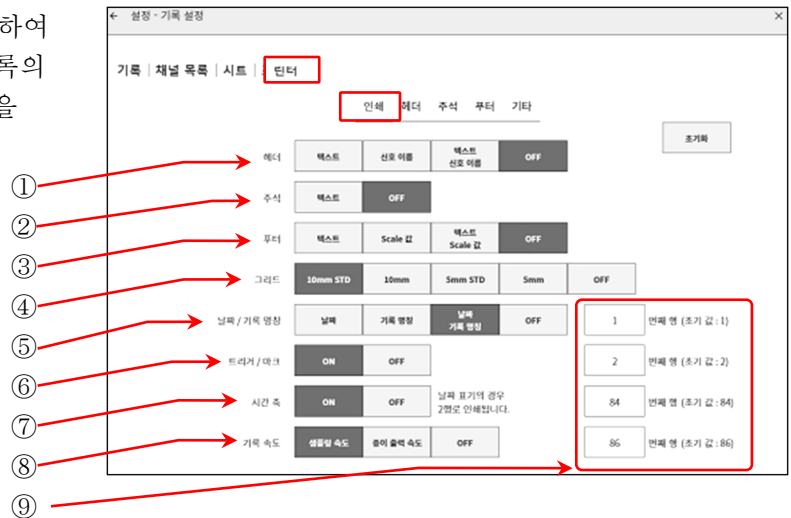 하여
록의
을
← 설정 - 기록 설정 ×
기록 | 채널 목록 | 시트 | 프린터
인쇄 헤더 주석 푸터 기타
초기화
① 헤더 텍스트 신호 이름 텍스트 신호 이름 OFF
② 주석 텍스트 OFF
③ 푸터 텍스트 Scale 값 텍스트 Scale 값 OFF
④ 그리드 10mm STD 10mm 5mm STD 5mm OFF
⑤ 날짜 / 기록 명칭 날짜 기록 명칭 날짜 기록 명칭 OFF 1 번째 행 (초기 값 : 1)
⑥ 트리거 / 마크 ON OFF 2 번째 행 (초기 값 : 2)
⑦ 시간 축 ON OFF 날짜 표기의 경우 2행로 인쇄됩니다. 84 번째 행 (초기 값 : 84)
⑧ 기록 속도 샘플링 속도 종이 출력 속도 OFF 86 번째 행 (초기 값 : 86)
⑨